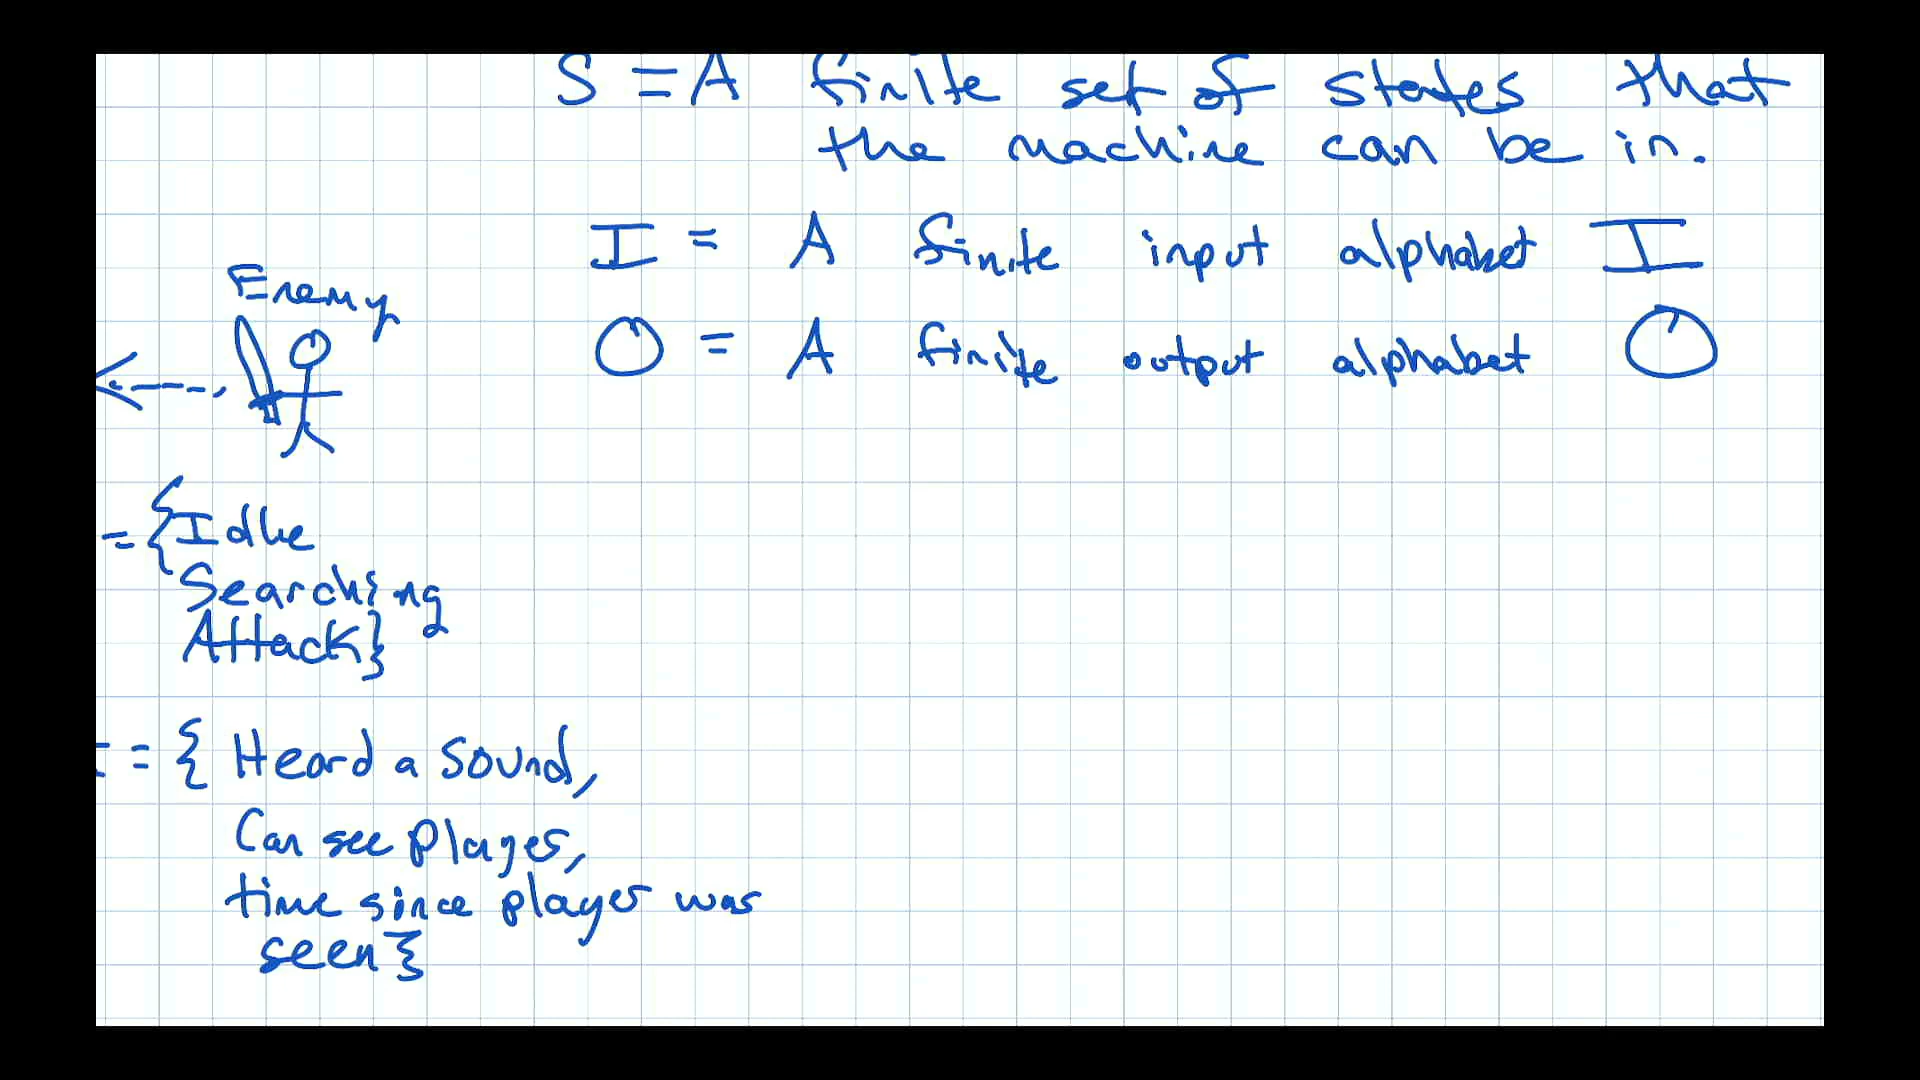 S = A finite set of states that
the machine can be in.
I = A finite input alphabet I
O = A finite output alphabet O
Enemy
= {Idle
Searching
Attack}
= { Heard a sound,
Can see player,
time since player was
seen}